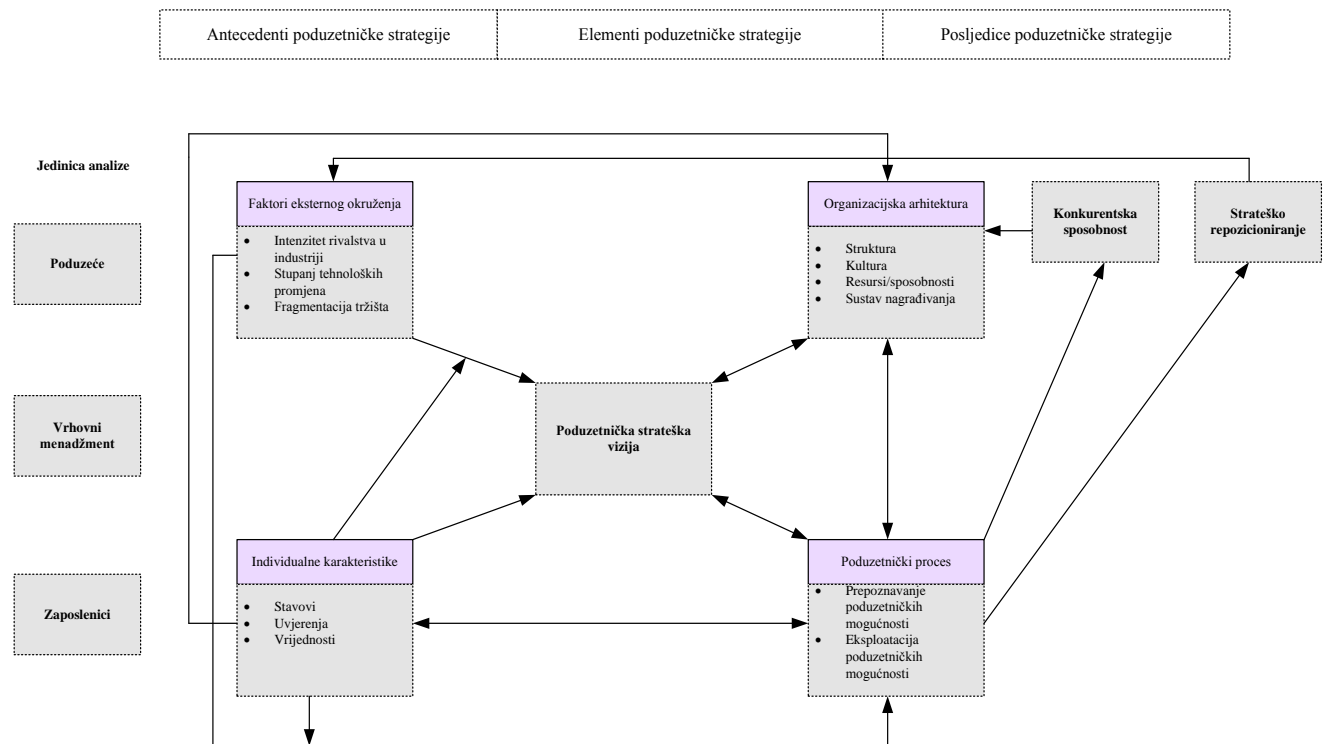 Antecedenti poduzetničke strategije
Elementi poduzetničke strategije
Posljedice poduzetničke strategije
Jedinica analize
Poduzeće
Vrhovni
menadžment
Zaposlenici
Faktori eksternog okruženja
• Intenzitet rivalstva u
industriji
• Stupanj tehnoloških
promjena
• Fragmentacija tržišta
Organizacijska arhitektura
• Struktura
• Kultura
• Resursi/sposobnosti
• Sustav nagrađivanja
Konkurentska
sposobnost
Strateško
repozicioniranje
Poduzetnička strateška
vizija
Individualne karakteristike
• Stavovi
• Uvjerenja
• Vrijednosti
Poduzetnički proces
• Prepoznavanje
poduzetničkih
mogućnosti
• Eksploatacija
poduzetničkih
mogućnosti